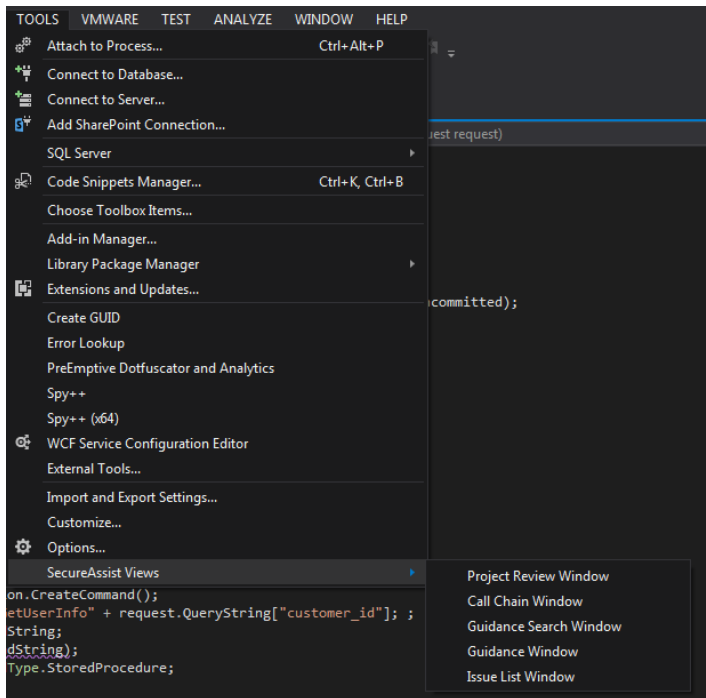 TOOLS VMWARE TEST ANALYZE WINDOW HELP
Attach to Process... Ctrl+Alt+P
Connect to Database...
Connect to Server...
Add SharePoint Connection...
uest request)
SQL Server
Code Snippets Manager... Ctrl+K, Ctrl+B
Choose Toolbox Items...
Add-in Manager...
Library Package Manager
Extensions and Updates...
committed);
Create GUID
Error Lookup
PreEmptive Dotfuscator and Analytics
Spy++
Spy++ (x64)
WCF Service Configuration Editor
External Tools...
Import and Export Settings...
Customize...
Options...
SecureAssist Views
Project Review Window
Call Chain Window
Guidance Search Window
Guidance Window
Issue List Window
on.CreateCommand();
etUserInfo" + request.QueryString["customer_id"]; ;
String;
dString);
Type.StoredProcedure;